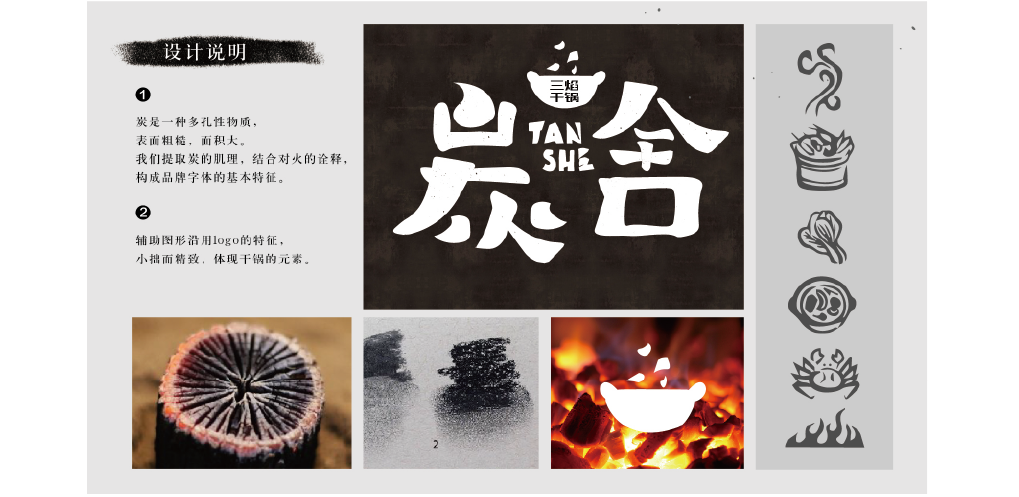 设计说明
1
炭是一种多孔性物质，
表面粗糙，面积大。
我们提取炭的肌理，结合对火的诠释，
构成品牌字体的基本特征。
2
辅助图形沿用logo的特征，
小拙而精致，体现干锅的元素。
三焰
干锅
炭舍
TAN
SHE
2